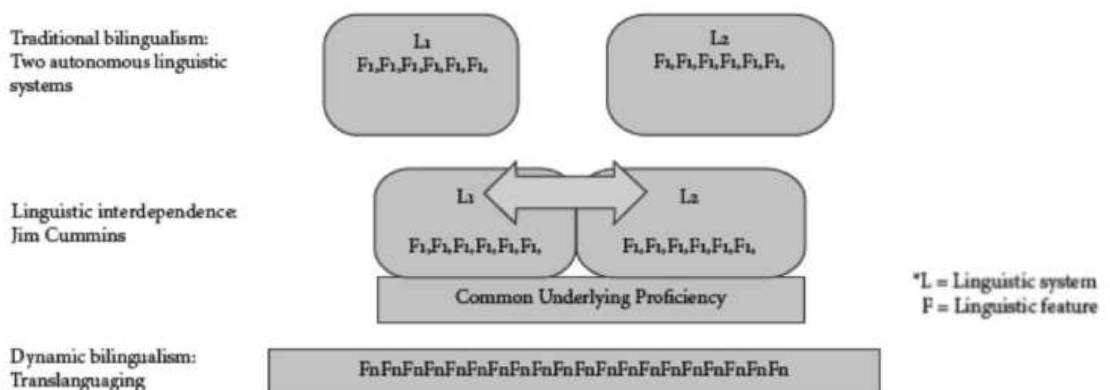 Traditional bilingualism:
Two autonomous linguistic
systems
L1
F1,F1,F1,F1,F1,F1,
L2
F1,F1,F1,F1,F1,F1,
Linguistic interdependence:
Jim Cummins
L1
F1,F1,F1,F1,F1,F1,
L2
F1,F1,F1,F1,F1,F1,
Common Underlying Proficiency
*L = Linguistic system
F = Linguistic feature
Dynamic bilingualism:
Translanguaging
FnFnFnFnFnFnFnFnFnFnFnFnFnFnFnFnFnFnFnFn